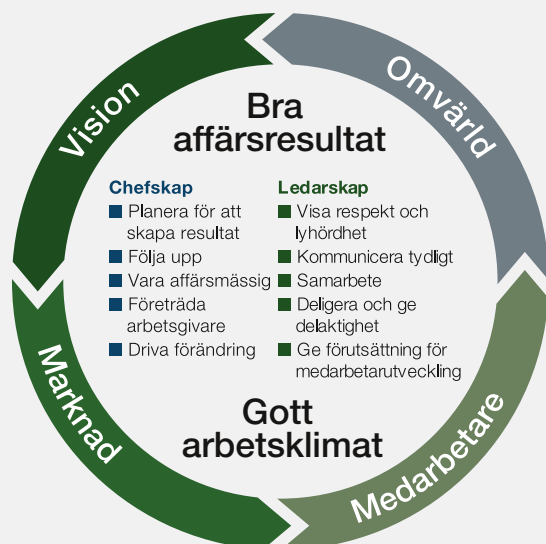 Vision
Omvärld
Bra
affärsresultat
Chefskap
Planera för att
skapa resultat
Följa upp
Vara affärsmässig
Företräda
arbetsgivare
Driva förändring
Ledarskap
Visa respekt och
lyhördhet
Kommunicera tydligt
Samarbete
Deligera och ge
delaktighet
Ge förutsättning för
medarbetarutveckling
Gott
arbetsklimat
Marknad
Medarbetare